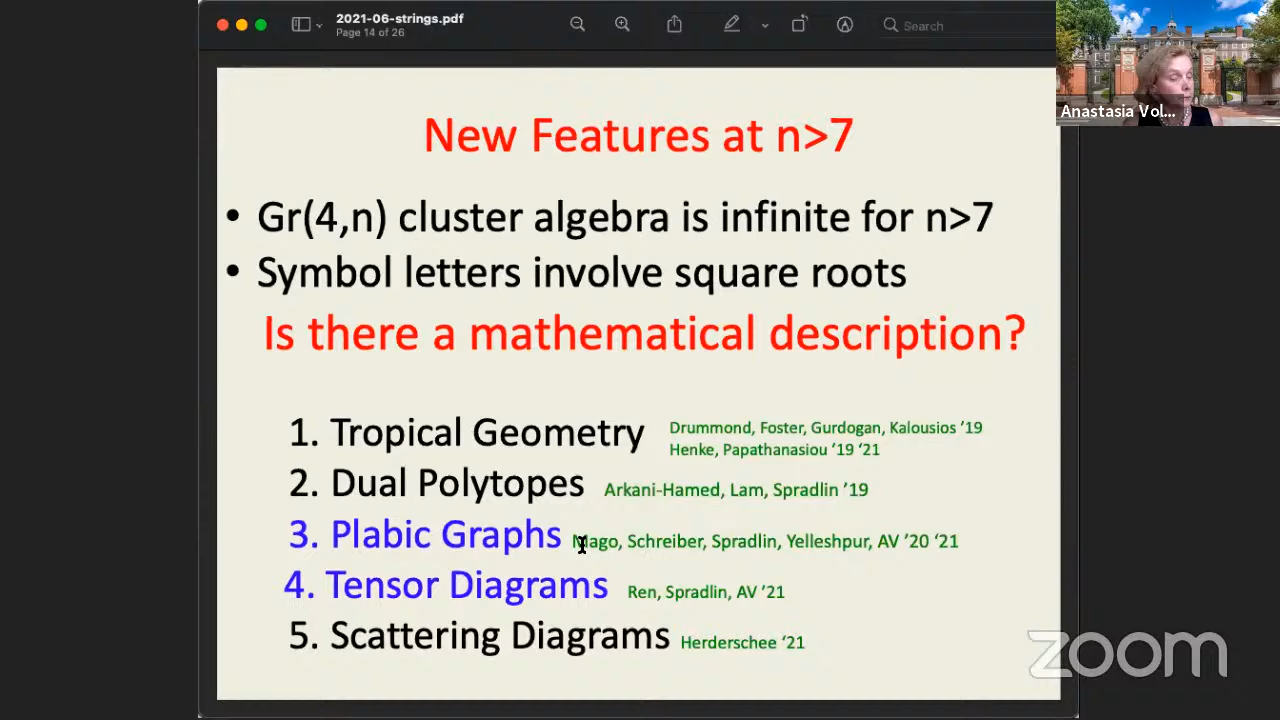 2021-06-strings.pdf
Page 14 of 26
Search
Anastasia Vol...
New Features at n>7
• Gr(4,n) cluster algebra is infinite for n>7
• Symbol letters involve square roots
Is there a mathematical description?
1. Tropical Geometry Drummond, Foster, Gurdogan, Kalousios ’19
Henke, Papathanasiou ’19 ‘21
2. Dual Polytopes Arkani-Hamed, Lam, Spradlin ’19
3. Plabic Graphs Mago, Schreiber, Spradlin, Yelleshpur, AV ’20 ‘21
4. Tensor Diagrams Ren, Spradlin, AV ’21
5. Scattering Diagrams Herderschee ‘21
zoom